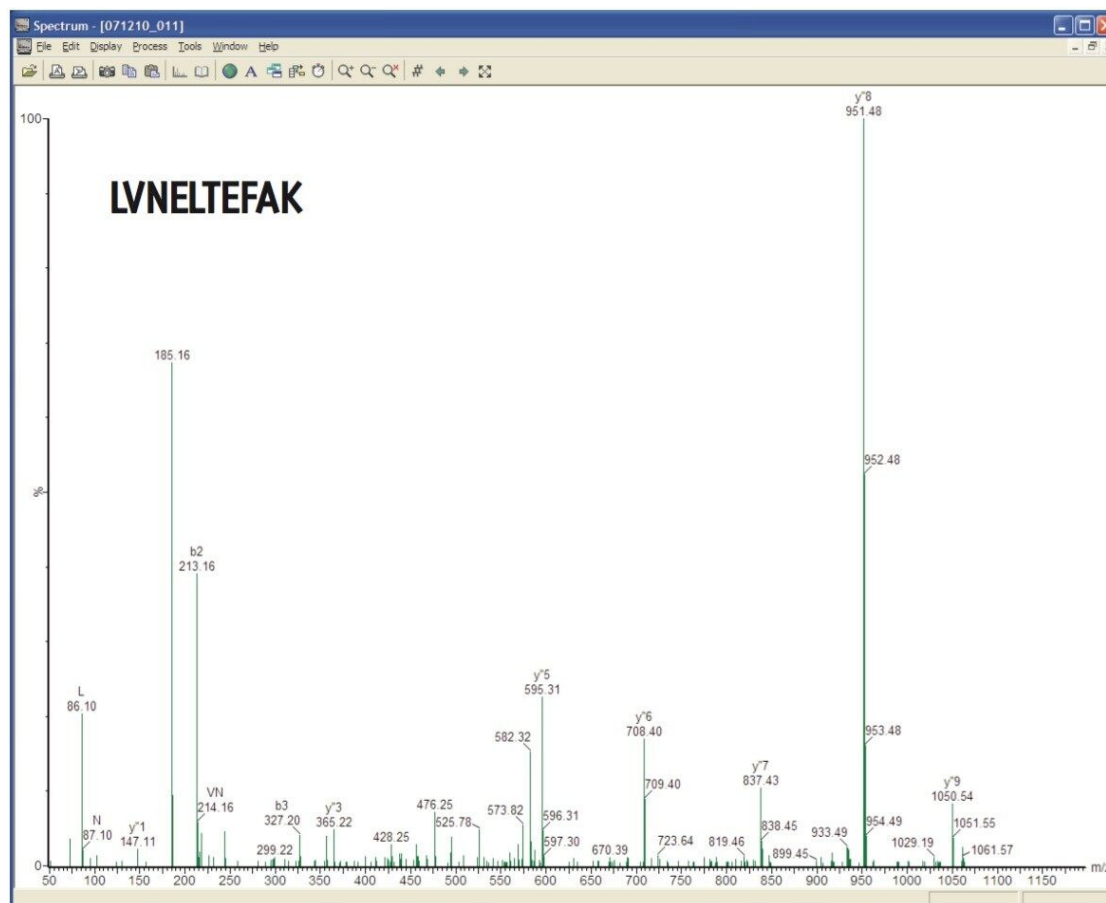 Spectrum - [071210_011]
File Edit Display Process Tools Window Help
y"8
951.48
100
LVNELTEFAK
185.16
952.48
%
b2
213.16
y"5
595.31
L
86.10
y"6
708.40
582.32
953.48
y"7
837.43
y"9
1050.54
VN
214.16
b3
327.20
y"3
365.22
476.25
525.78
573.82
709.40
N
87.10
y"1
147.11
596.31
838.45
933.49
954.49
1051.55
299.22
428.25
597.30
670.39
723.64
819.46
899.45
1029.19
1061.57
0
50 100 150 200 250 300 350 400 450 500 550 600 650 700 750 800 850 900 950 1000 1050 1100 1150